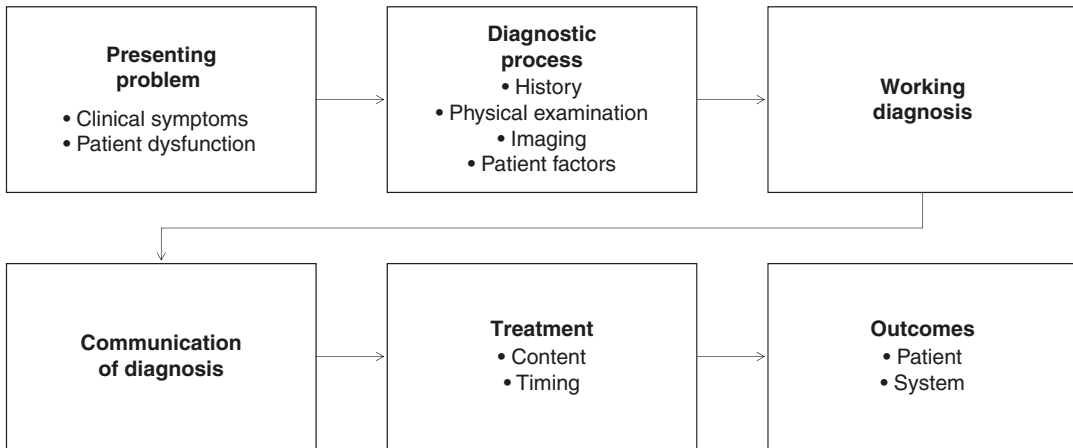 Presenting
problem
• Clinical symptoms
• Patient dysfunction
Diagnostic
process
• History
• Physical examination
• Imaging
• Patient factors
Working
diagnosis
Communication
of diagnosis
Treatment
• Content
• Timing
Outcomes
• Patient
• System